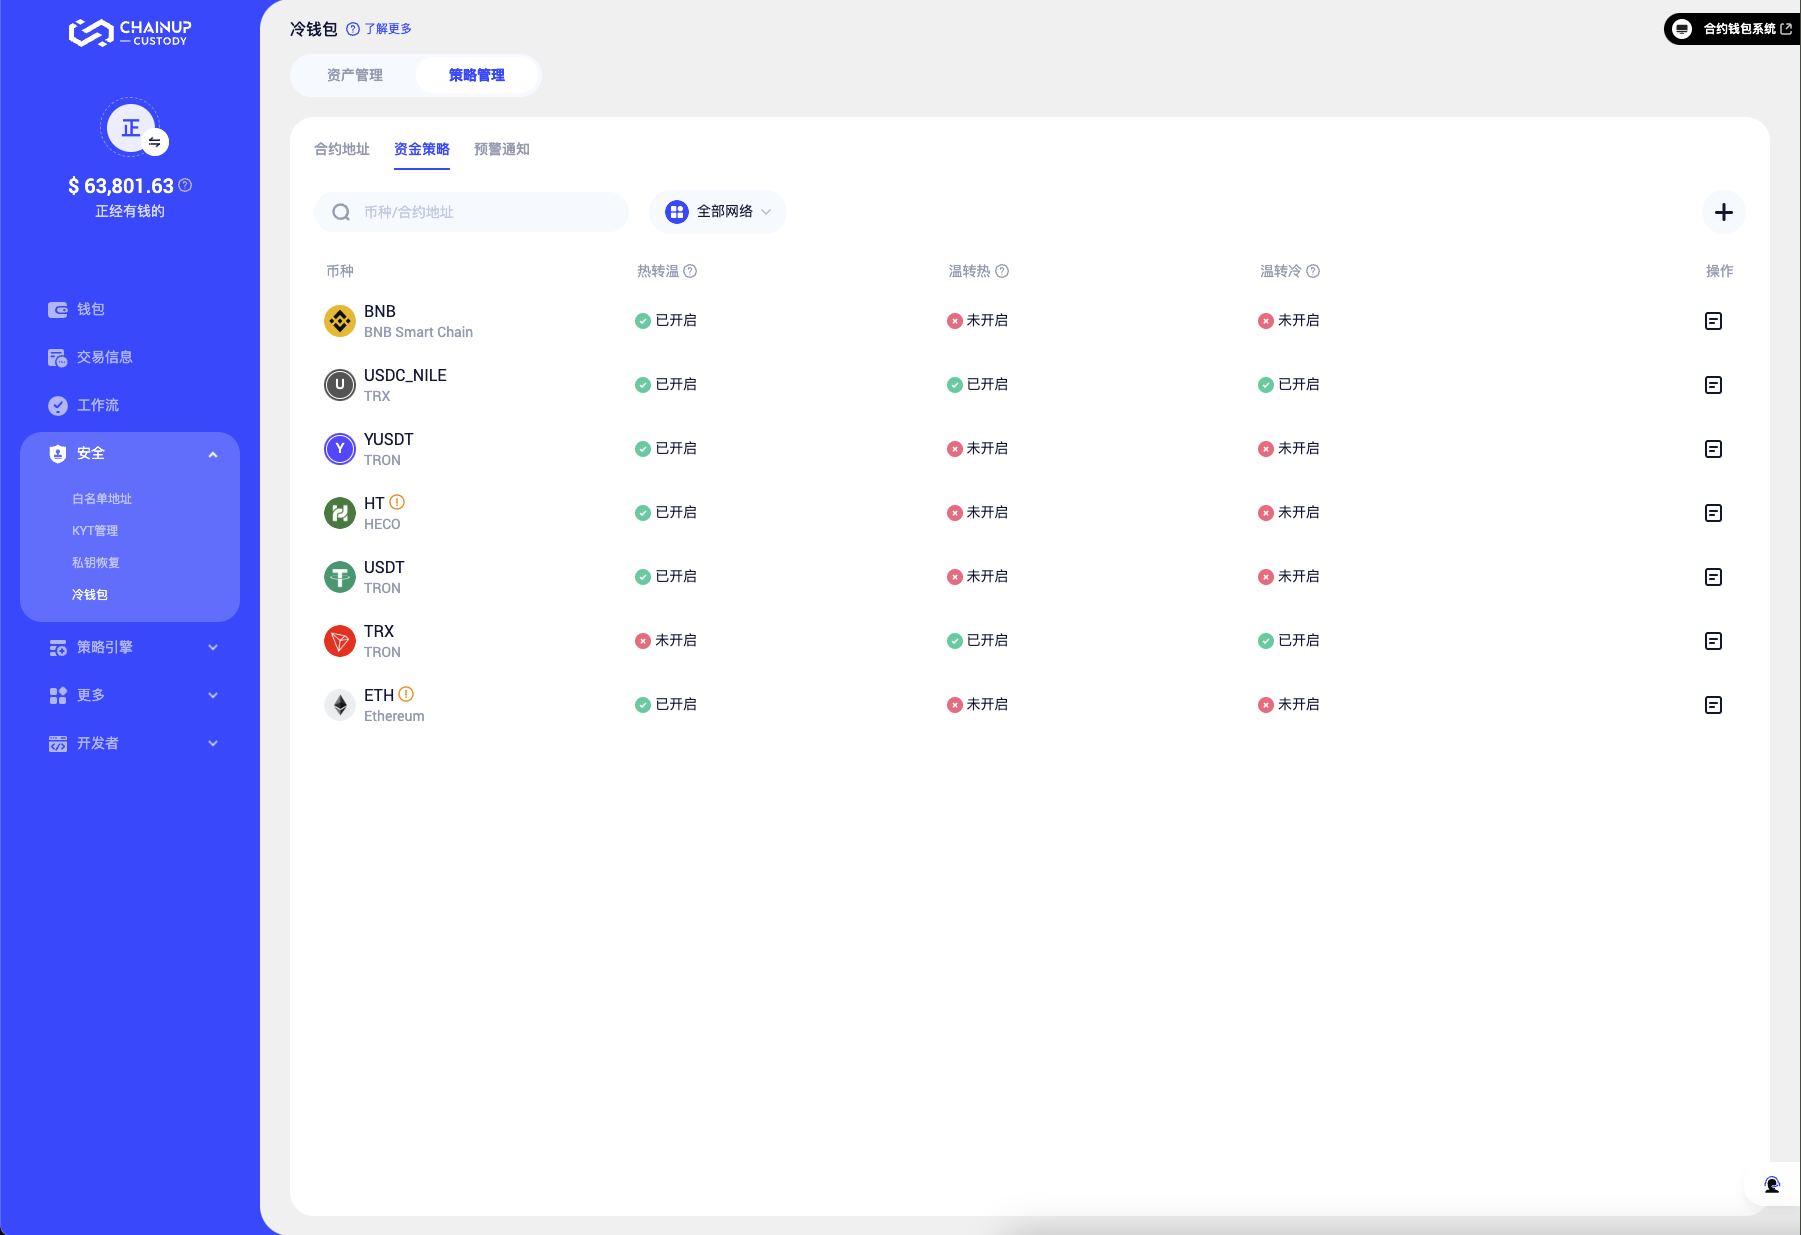 CHAINUP
CUSTODY
正
$ 63,801.63
正经有钱的
钱包
交易信息
工作流
安全
白名单地址
KYT管理
私钥恢复
冷钱包
策略引擎
更多
开发者
冷钱包 了解更多
合约钱包系统
资产管理 策略管理
合约地址 资金策略 预警通知
币种/合约地址 全部网络
币种 热转温 温转热 温转冷 操作
BNB
BNB Smart Chain
已开启 未开启 未开启
U
USDC_NILE
TRX
已开启 已开启 已开启
Y
YUSDT
TRON
已开启 未开启 未开启
HT
HECO
已开启 未开启 未开启
USDT
TRON
已开启 未开启 未开启
TRX
TRON
未开启 已开启 已开启
ETH
Ethereum
已开启 未开启 未开启